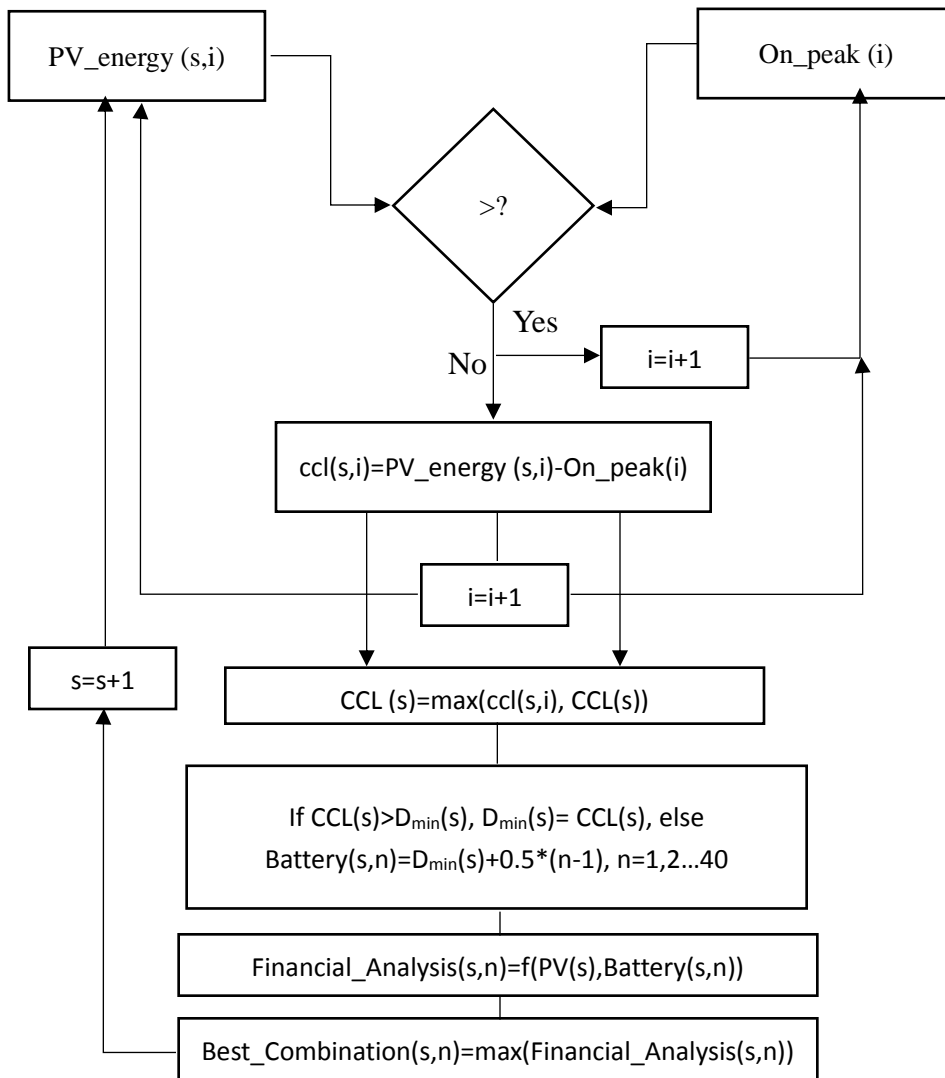 PV_energy (s,i)
On_peak (i)
>?
Yes
No
i=i+1
ccl(s,i)=PV_energy (s,i)-On_peak(i)
i=i+1
s=s+1
CCL (s)=max(ccl(s,i), CCL(s))
If CCL(s)>Dmin(s), Dmin(s)= CCL(s), else
Battery(s,n)=Dmin(s)+0.5*(n-1), n=1,2...40
Financial_Analysis(s,n)=f(PV(s),Battery(s,n))
Best_Combination(s,n)=max(Financial_Analysis(s,n))